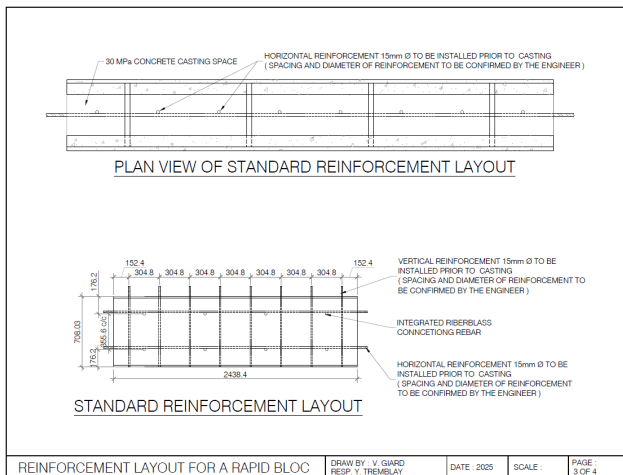 30 MPa CONCRETE CASTING SPACE
HORIZONTAL REINFORCEMENT 15mm Ø TO BE INSTALLED PRIOR TO CASTING
( SPACING AND DIAMETER OF REINFORCEMENT TO BE CONFIRMED BY THE ENGINEER )
PLAN VIEW OF STANDARD REINFORCEMENT LAYOUT
152.4 152.4
304.8 304.8 304.8 304.8 304.8 304.8 304.8
176.2
355.6 c/c
176.2
708.03
2438.4
VERTICAL REINFORCEMENT 15mm Ø TO BE
INSTALLED PRIOR TO CASTING
( SPACING AND DIAMETER OF REINFORCEMENT TO
BE CONFIRMED BY THE ENGINEER )
INTEGRATED RIBERBLASS
CONNCETIONG REBAR
HORIZONTAL REINFORCEMENT 15mm Ø TO BE
INSTALLED PRIOR TO CASTING
( SPACING AND DIAMETER OF REINFORCEMENT
TO BE CONFIRMED BY THE ENGINEER )
STANDARD REINFORCEMENT LAYOUT
REINFORCEMENT LAYOUT FOR A RAPID BLOC
DRAW BY : V. GIARD
RESP. Y. TREMBLAY
DATE : 2025
SCALE :
PAGE :
3 OF 4